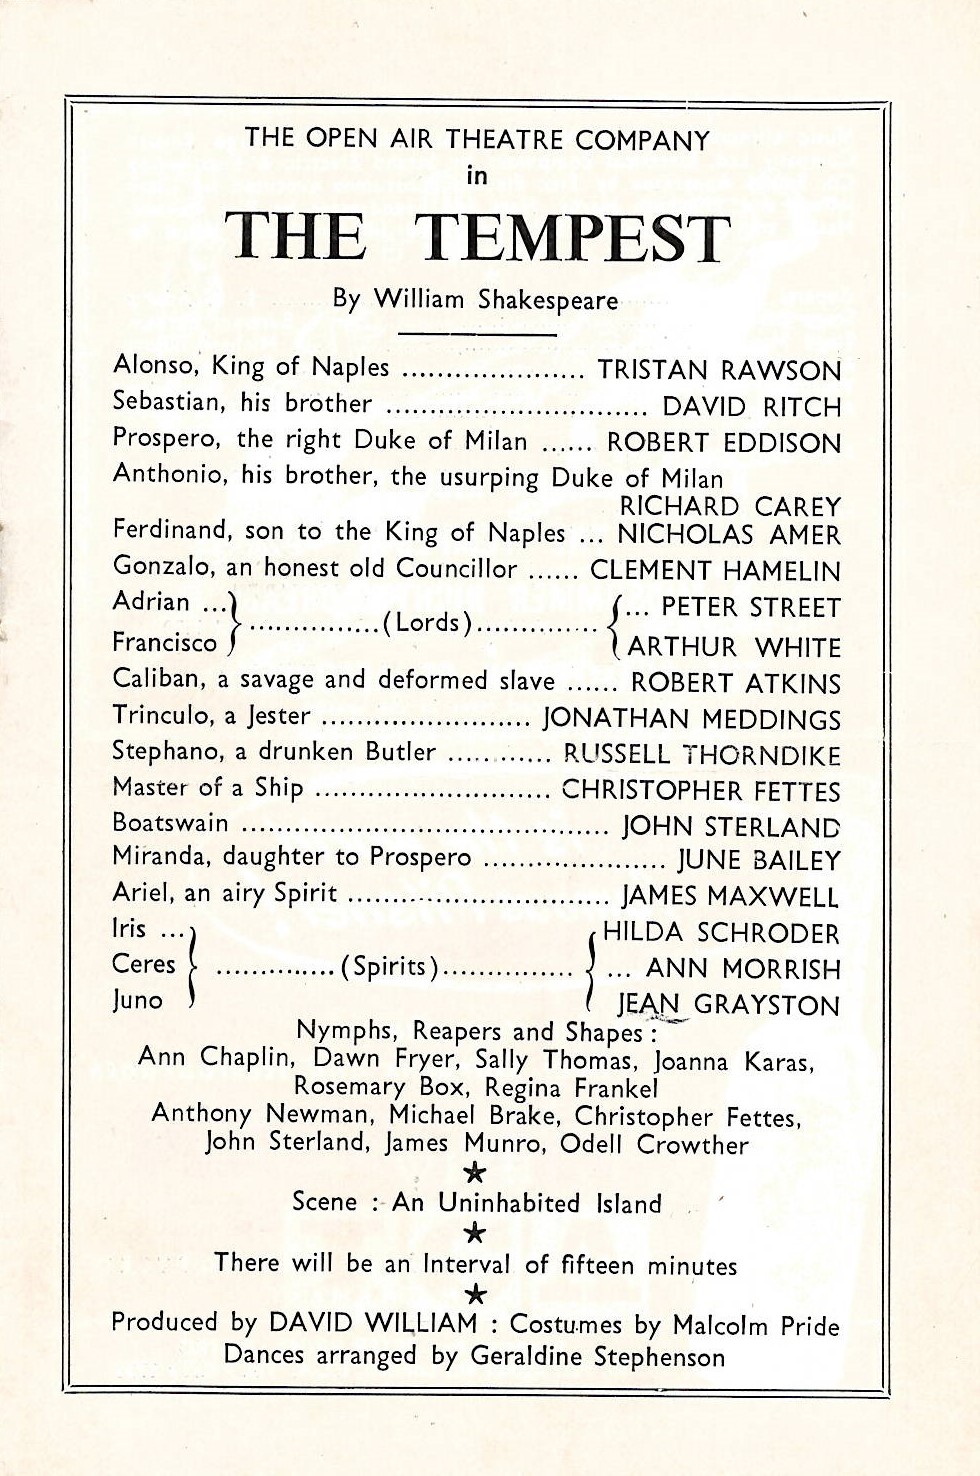 THE OPEN AIR THEATRE COMPANY
in
THE TEMPEST
By William Shakespeare
Alonso, King of Naples ..................... TRISTAN RAWSON
Sebastian, his brother .............................. DAVID RITCH
Prospero, the right Duke of Milan ...... ROBERT EDDISON
Anthonio, his brother, the usurping Duke of Milan
RICHARD CAREY
Ferdinand, son to the King of Naples ... NICHOLAS AMER
Gonzalo, an honest old Councillor ...... CLEMENT HAMELIN
Adrian ... } ............... (Lords) .............. { ... PETER STREET
Francisco } { ARTHUR WHITE
Caliban, a savage and deformed slave ...... ROBERT ATKINS
Trinculo, a Jester ........................ JONATHAN MEDDINGS
Stephano, a drunken Butler ............ RUSSELL THORNDIKE
Master of a Ship ........................... CHRISTOPHER FETTES
Boatswain .......................................... JOHN STERLAND
Miranda, daughter to Prospero ..................... JUNE BAILEY
Ariel, an airy Spirit .............................. JAMES MAXWELL
Iris ... } { HILDA SCHRODER
Ceres } .............. (Spirits) ............... { ... ANN MORRISH
Juno } { JEAN GRAYSTON
Nymphs, Reapers and Shapes :
Ann Chaplin, Dawn Fryer, Sally Thomas, Joanna Karas,
Rosemary Box, Regina Frankel
Anthony Newman, Michael Brake, Christopher Fettes,
John Sterland, James Munro, Odell Crowther
★
Scene :- An Uninhabited Island
★
There will be an Interval of fifteen minutes
★
Produced by DAVID WILLIAM : Costumes by Malcolm Pride
Dances arranged by Geraldine Stephenson